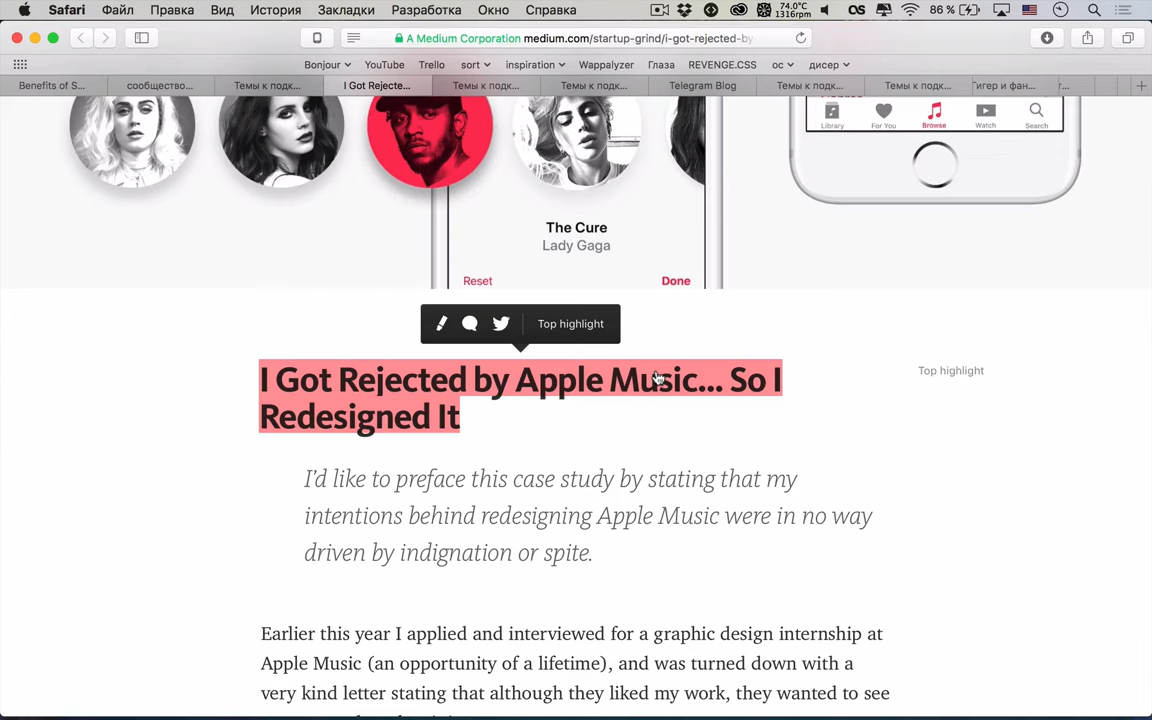 Safari Файл Правка Вид История Закладки Разработка Окно Справка 74.0°C 1316rpm 86 %
A Medium Corporation medium.com/startup-grind/i-got-rejected-by-
Bonjour YouTube Trello sort inspiration Wappalyzer Глаза REVENGE.CSS ос дисер
Benefits of S... сообщество... Темы к подк... I Got Rejecte... Темы к подк... Темы к подк... Telegram Blog Темы к подк... Темы к подк... Гигер и фан... т...
Library For You Browse Watch Search
The Cure
Lady Gaga
Reset Done
Top highlight
I Got Rejected by Apple Music... So I
Redesigned It
Top highlight
I'd like to preface this case study by stating that my
intentions behind redesigning Apple Music were in no way
driven by indignation or spite.
Earlier this year I applied and interviewed for a graphic design internship at
Apple Music (an opportunity of a lifetime), and was turned down with a
very kind letter stating that although they liked my work, they wanted to see